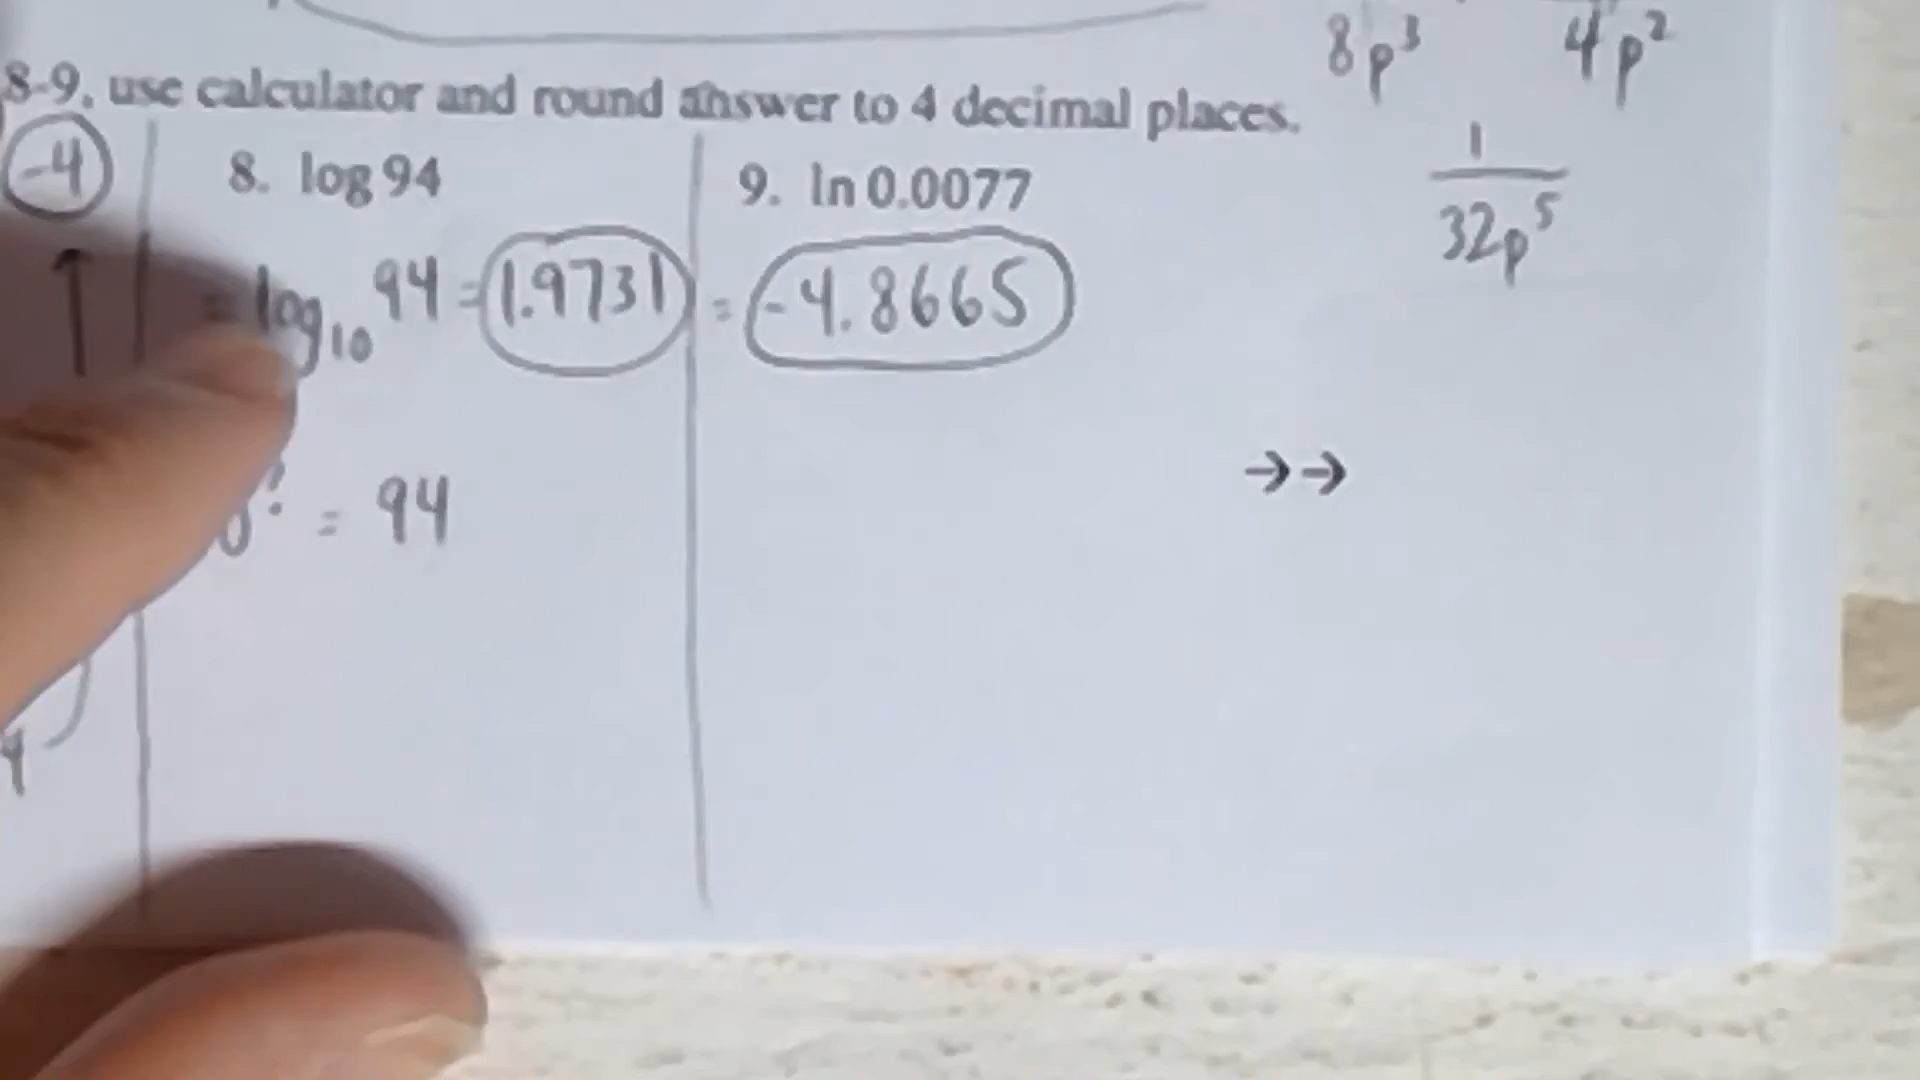 8p³ 4p²
8-9, use calculator and round answer to 4 decimal places.
-4
8. log 94
9. ln 0.0077
1
32p⁵
= log₁₀ 94 = 1.9731
= -4.8665
→→
? = 94
4